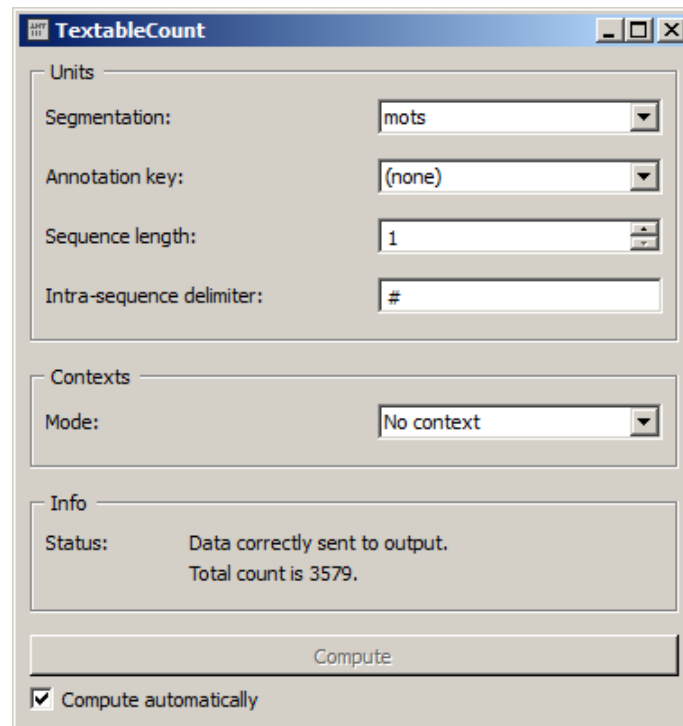 TextableCount
Units
Segmentation: mots
Annotation key: (none)
Sequence length: 1
Intra-sequence delimiter: #
Contexts
Mode: No context
Info
Status: Data correctly sent to output.
Total count is 3579.
Compute
Compute automatically